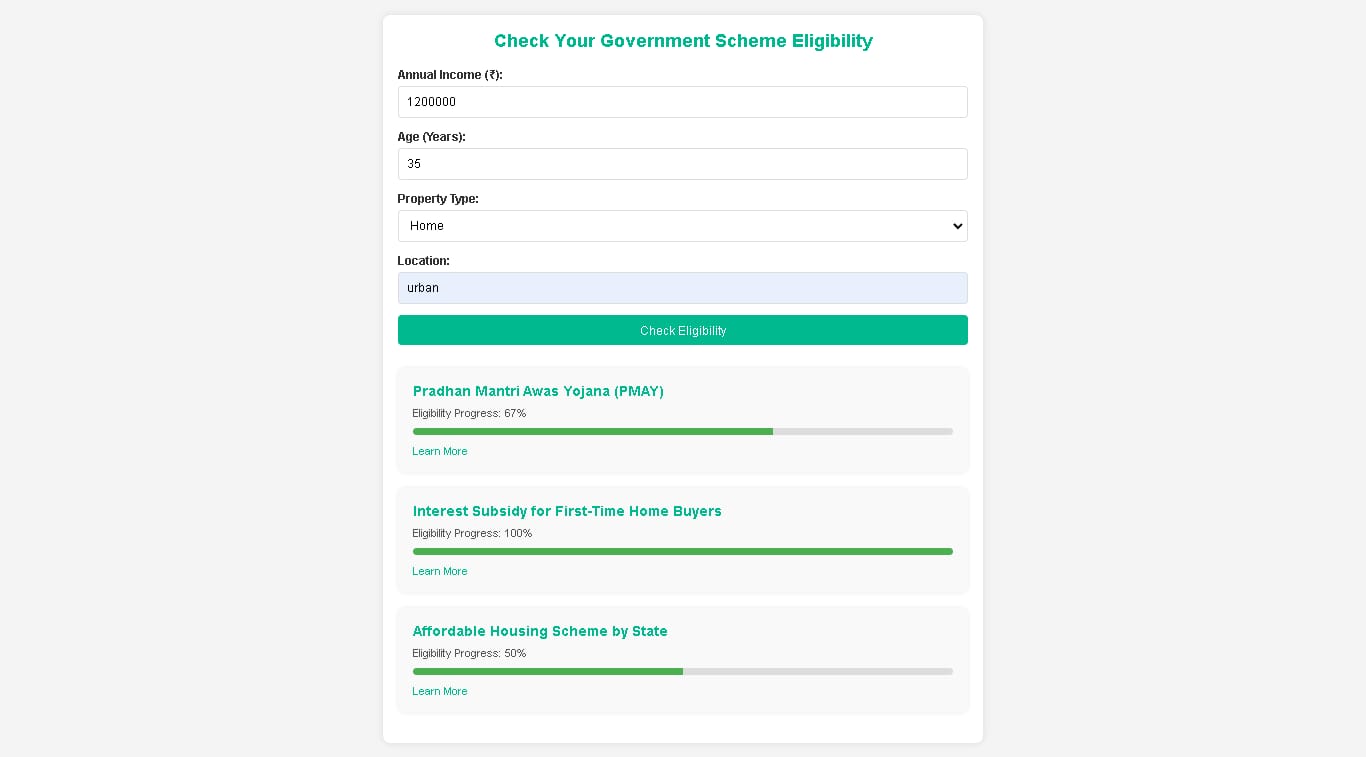 Check Your Government Scheme Eligibility
Annual Income (₹):
1200000
Age (Years):
35
Property Type:
Home
Location:
urban
Check Eligibility
Pradhan Mantri Awas Yojana (PMAY)
Eligibility Progress: 67%
Learn More
Interest Subsidy for First-Time Home Buyers
Eligibility Progress: 100%
Learn More
Affordable Housing Scheme by State
Eligibility Progress: 50%
Learn More